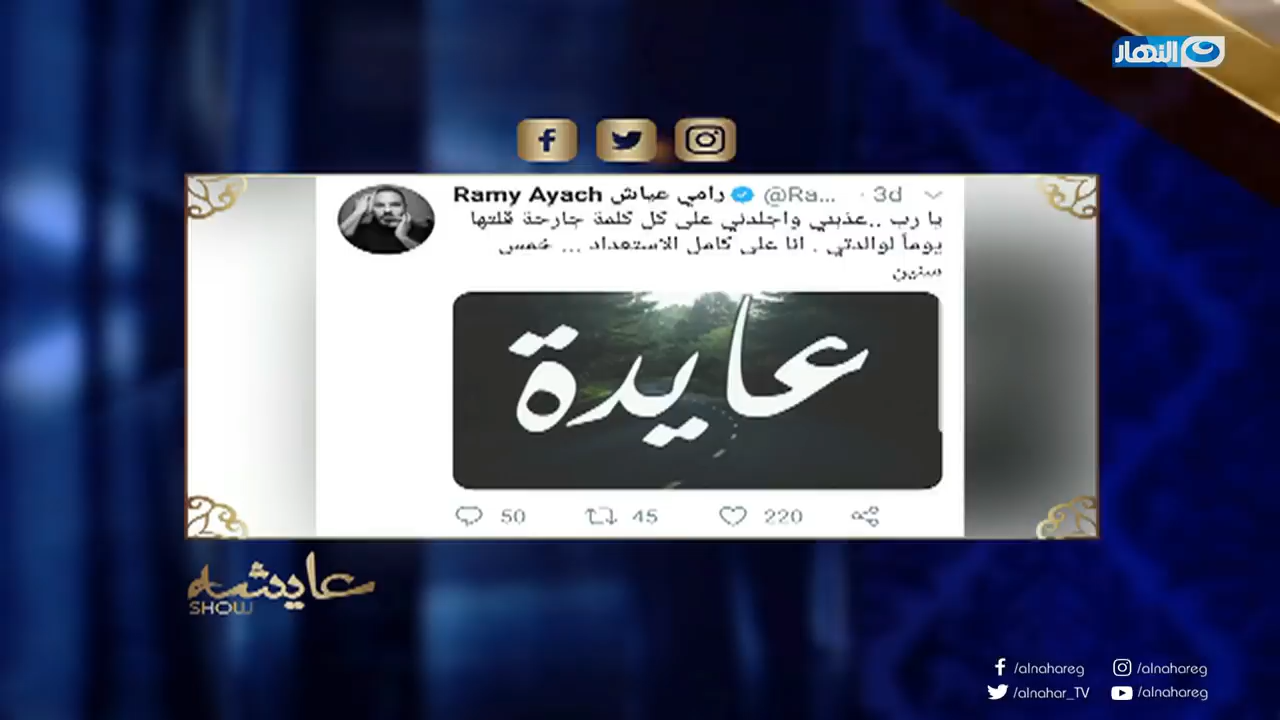 النهار
Ramy Ayach رامي عياش @Ra... · 3d
يا رب ..عذبني واجلدني على كل كلمة جارحة قلتها
يوماً لوالدتي . انا على كامل الاستعداد ... خمس
سنين
عايدة
50 45 220
عايشه
SHOW
/alnahareg /alnahareg
/alnahar_TV /alnahareg